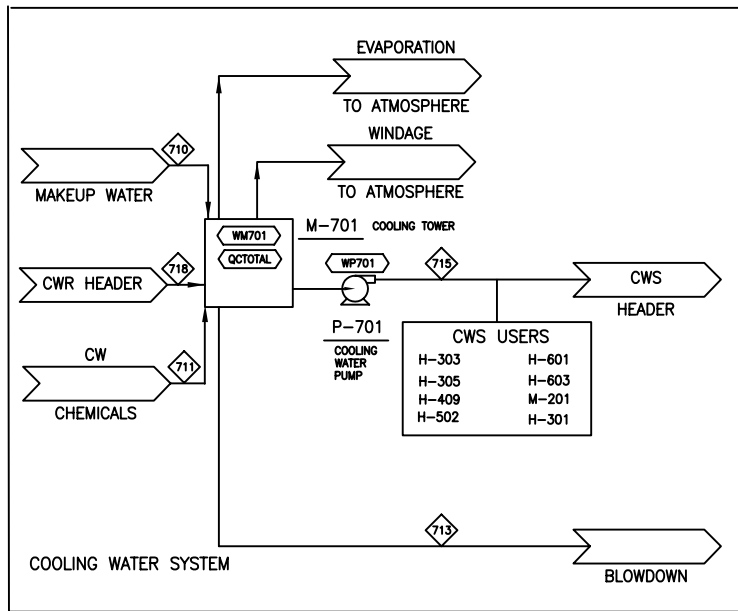 EVAPORATION
TO ATMOSPHERE
WINDAGE
TO ATMOSPHERE
710
MAKEUP WATER
WM701
QCTOTAL
M-701 COOLING TOWER
718
CWR HEADER
WP701
715
CWS
HEADER
P-701
COOLING
WATER
PUMP
CWS USERS
H-303 H-601
H-305 H-603
H-409 M-201
H-502 H-301
CW
711
CHEMICALS
713
COOLING WATER SYSTEM
BLOWDOWN